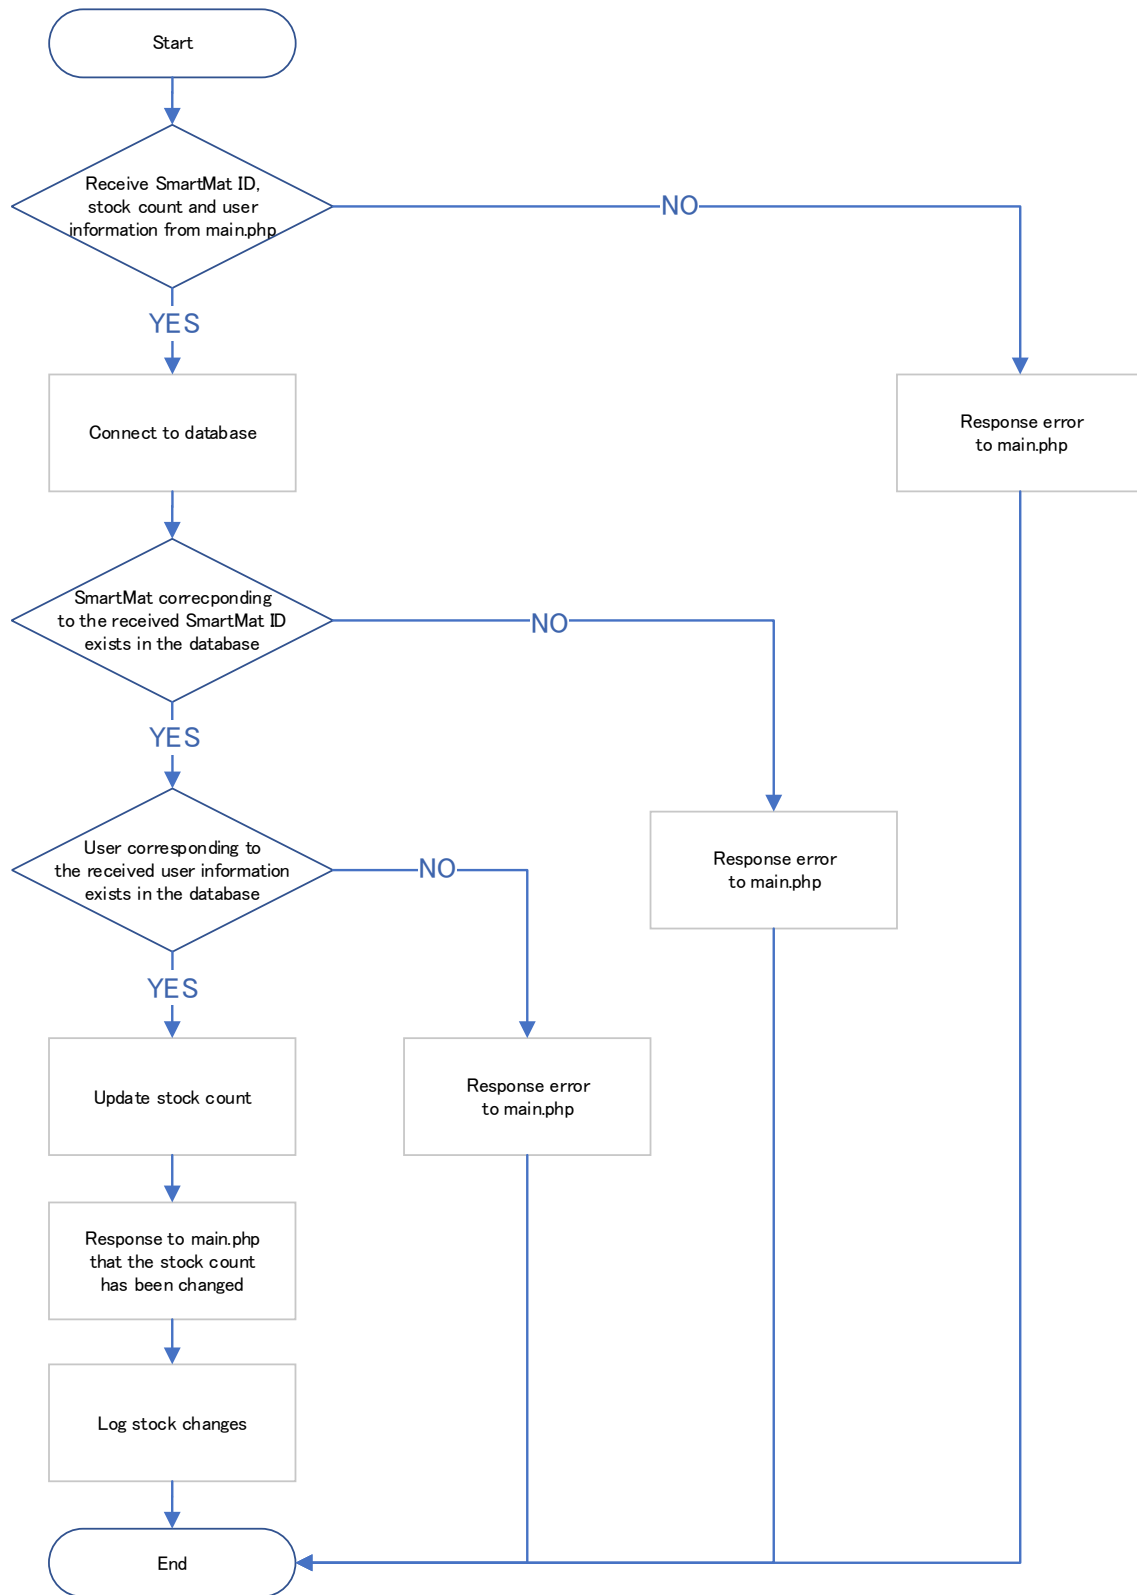 Start
Receive SmartMat ID,
stock count and user
information from main.php
NO
YES
Connect to database
Response error
to main.php
SmartMat correcponding
to the received SmartMat ID
exists in the database
NO
YES
User corresponding to
the received user information
exists in the database
NO
Response error
to main.php
YES
Update stock count
Response error
to main.php
Response to main.php
that the stock count
has been changed
Log stock changes
End